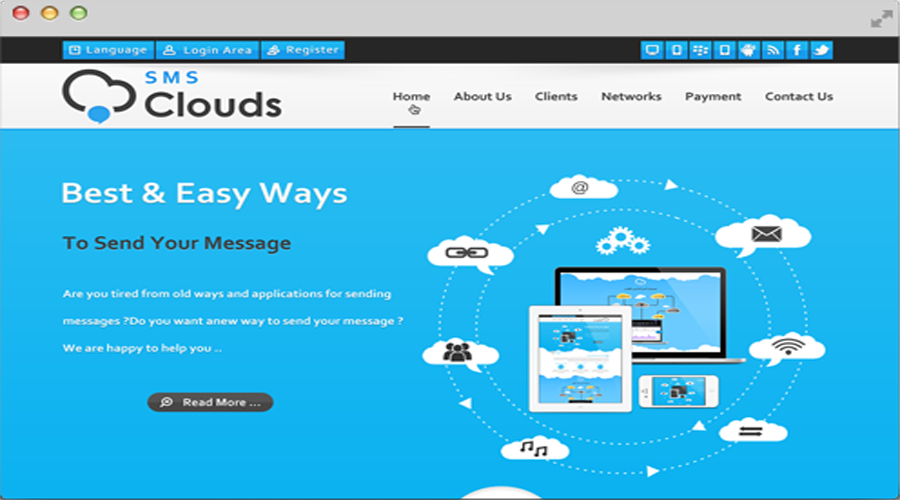 Language
Login Area
Register
SMS
Clouds
Home
About Us
Clients
Networks
Payment
Contact Us
Best & Easy Ways
To Send Your Message
Are you tired from old ways and applications for sending
messages ?Do you want anew way to send your message ?
We are happy to help you ..
Read More ...
@